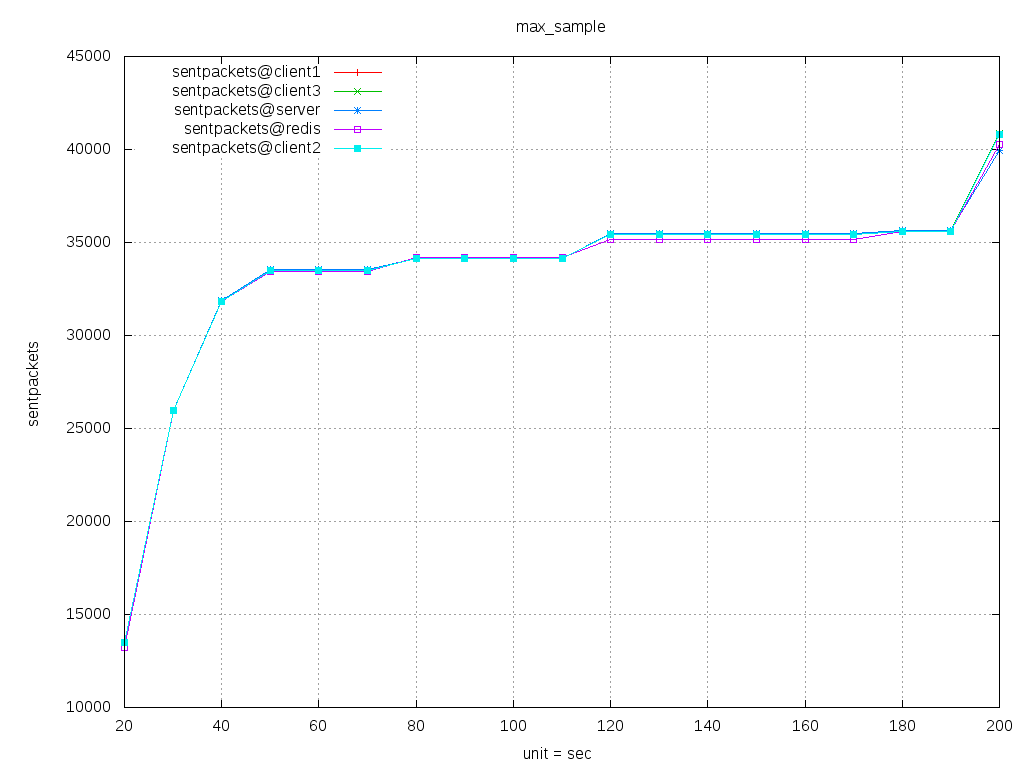 max_sample
45000
40000
35000
30000
25000
20000
15000
10000
sentpackets
sentpackets@client1
sentpackets@client3
sentpackets@server
sentpackets@redis
sentpackets@client2
20 40 60 80 100 120 140 160 180 200
unit = sec